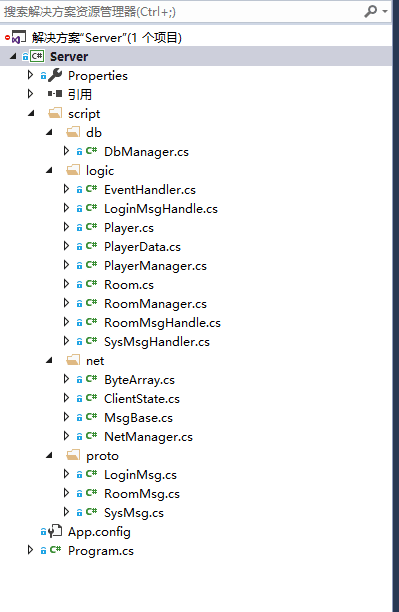 搜索解决方案资源管理器(Ctrl+;)
解决方案"Server"(1 个项目)
Server
Properties
引用
script
db
DbManager.cs
logic
EventHandler.cs
LoginMsgHandle.cs
Player.cs
PlayerData.cs
PlayerManager.cs
Room.cs
RoomManager.cs
RoomMsgHandle.cs
SysMsgHandler.cs
net
ByteArray.cs
ClientState.cs
MsgBase.cs
NetManager.cs
proto
LoginMsg.cs
RoomMsg.cs
SysMsg.cs
App.config
Program.cs